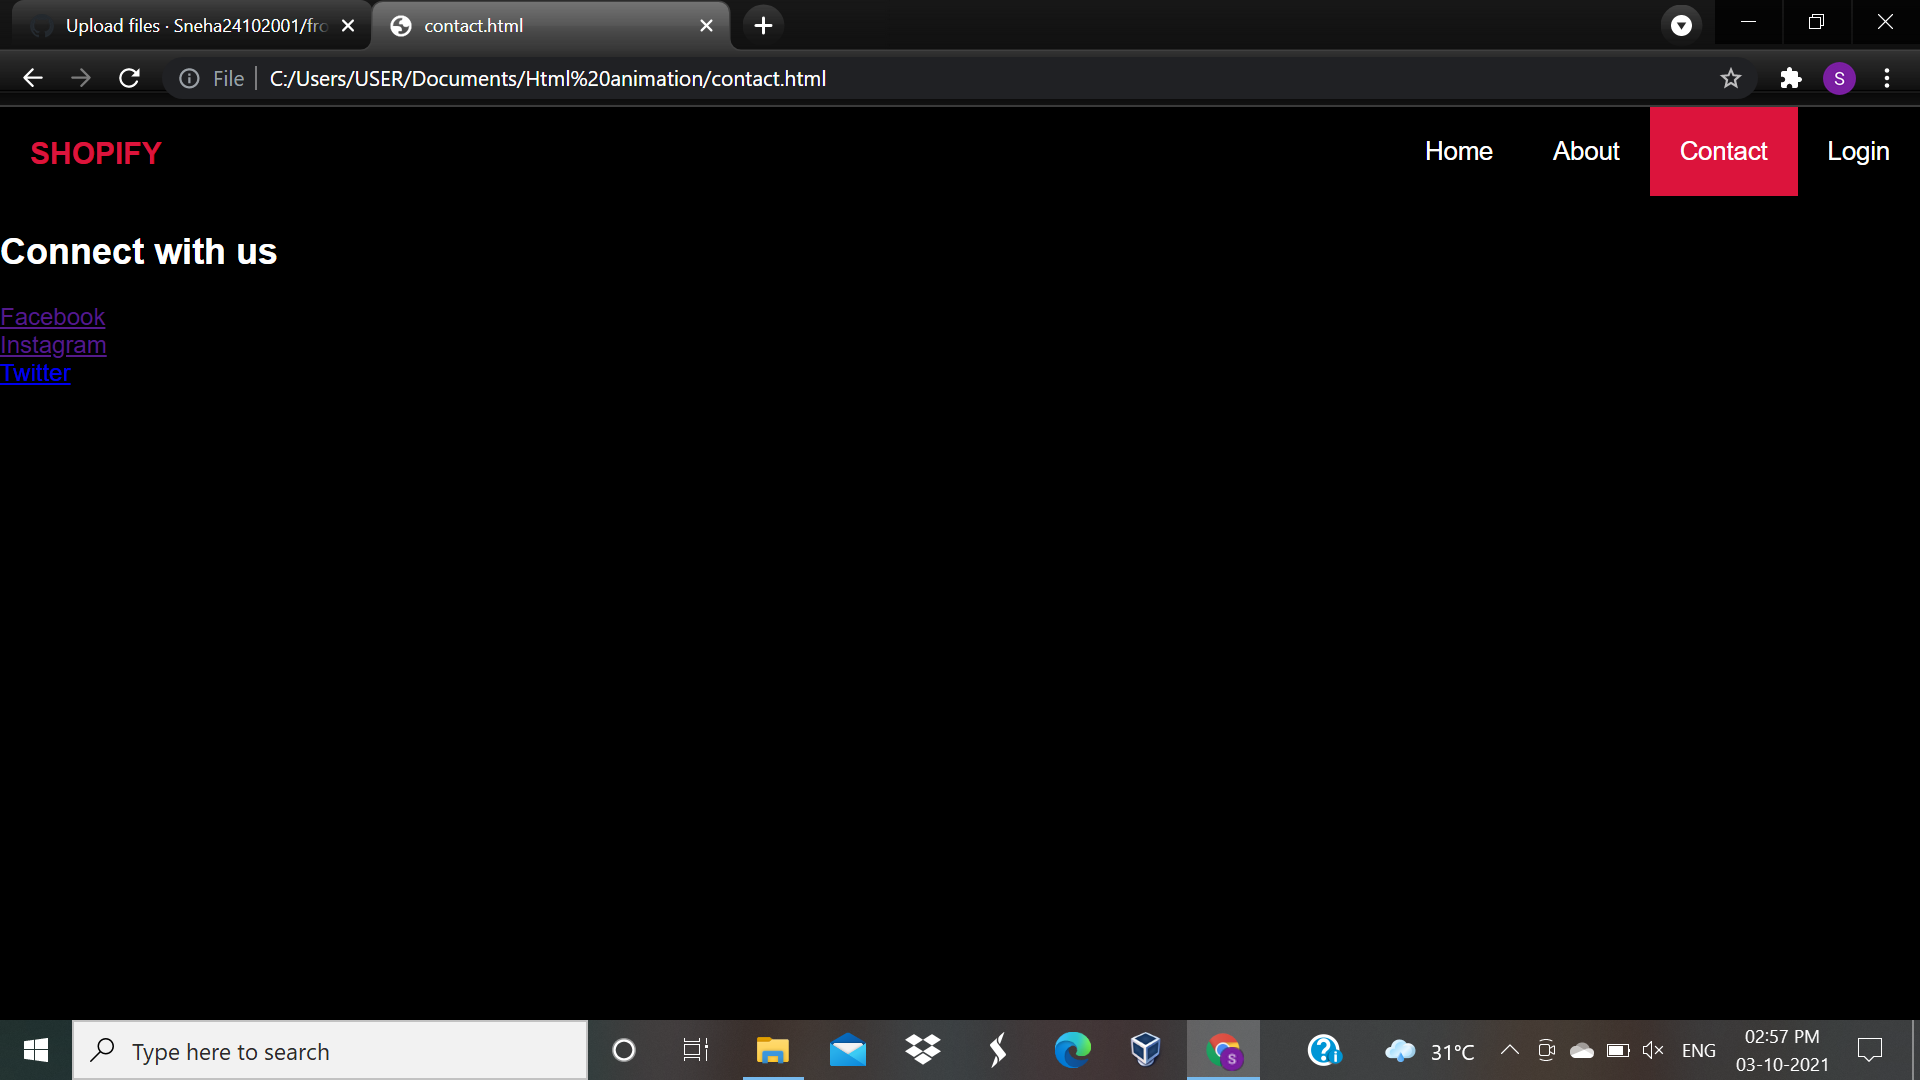 Upload files · Sneha24102001/fro
contact.html
File
C:/Users/USER/Documents/Html%20animation/contact.html
S
SHOPIFY
Home
About
Contact
Login
Connect with us
Facebook
Instagram
Twitter
Type here to search
S
31°C
ENG
02:57 PM
03-10-2021